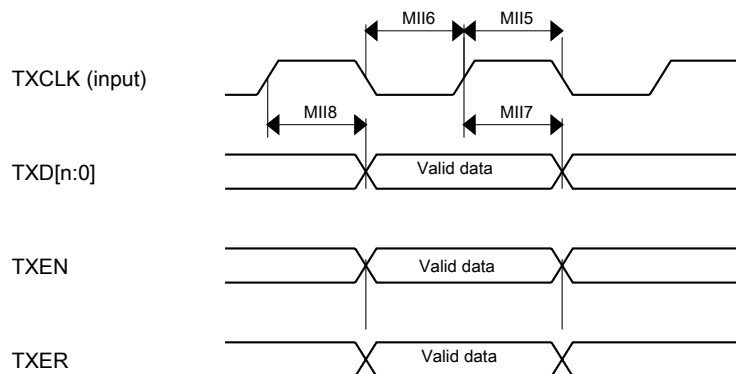 MII6 MII5
TXCLK (input)
MII8 MII7
TXD[n:0] Valid data
TXEN Valid data
TXER Valid data